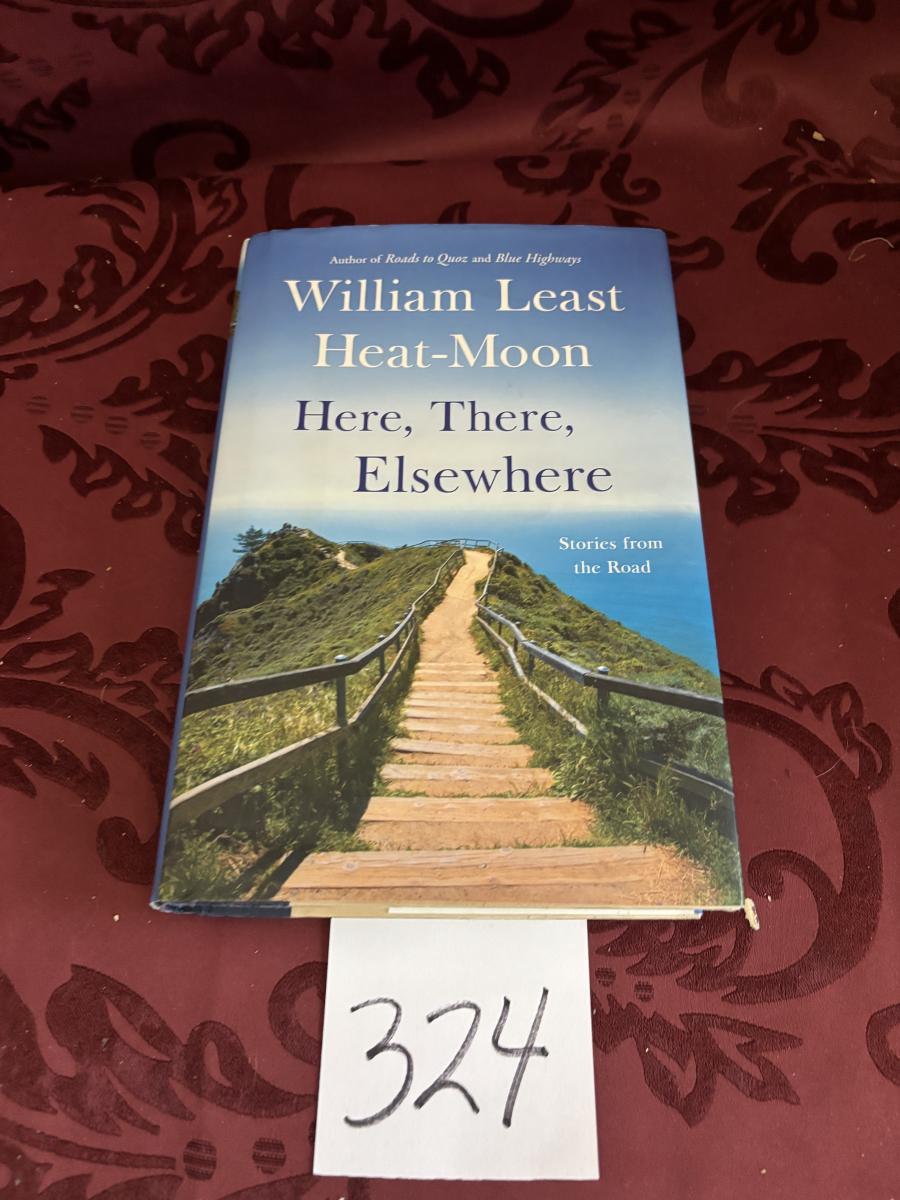 Author of Roads to Quoz and Blue Highways
William Least
Heat-Moon
Here, There,
Elsewhere
Stories from
the Road
324